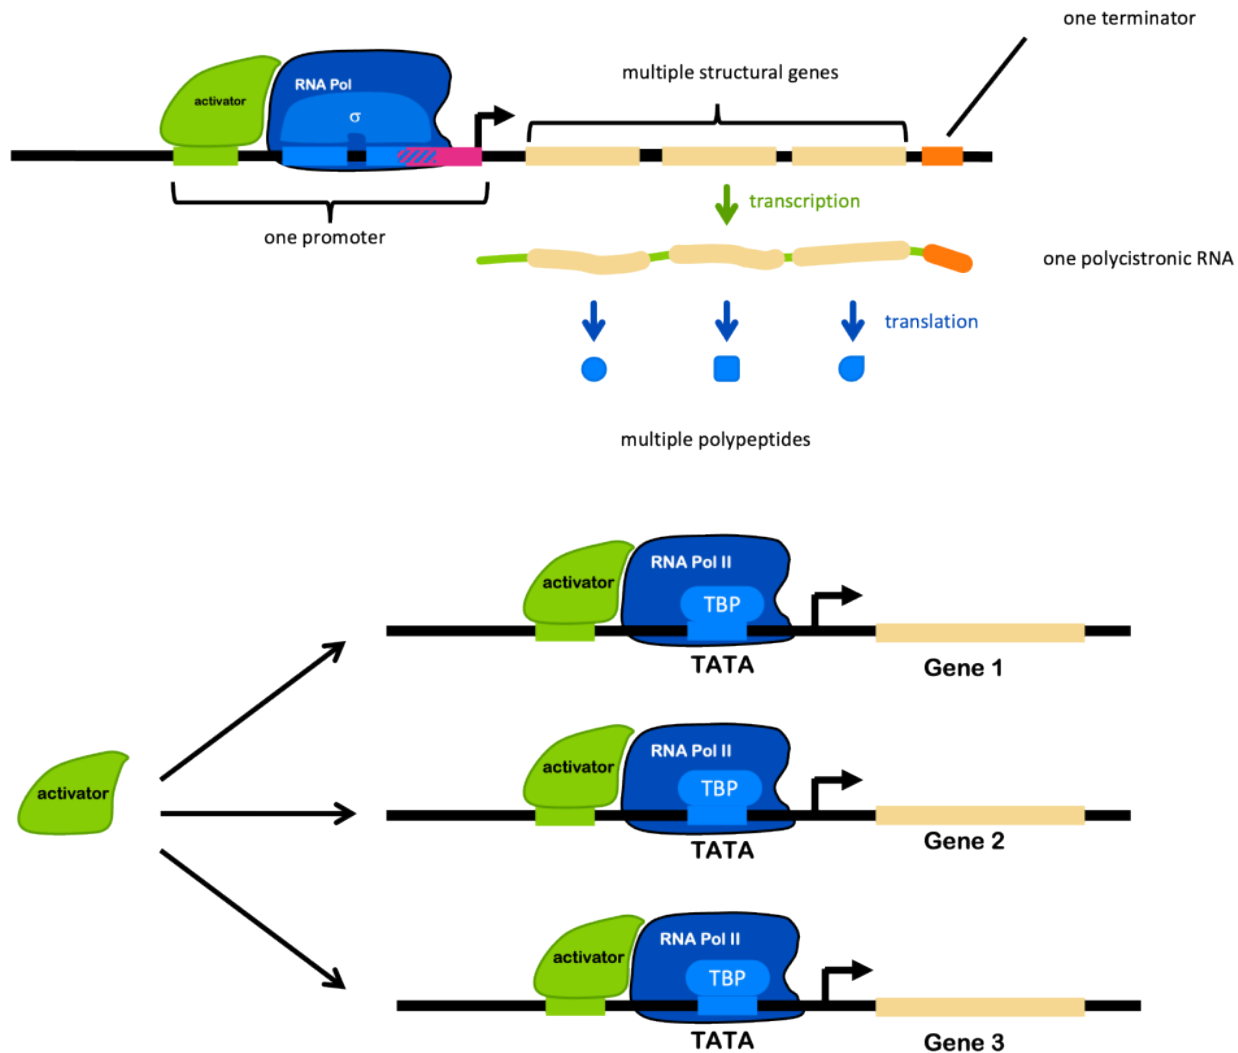 one terminator
multiple structural genes
RNA Pol
activator
σ
transcription
one promoter
one polycistronic RNA
translation
multiple polypeptides
RNA Pol II
activator
TBP
TATA
Gene 1
RNA Pol II
activator
TBP
activator
TATA
Gene 2
RNA Pol II
activator
TBP
TATA
Gene 3